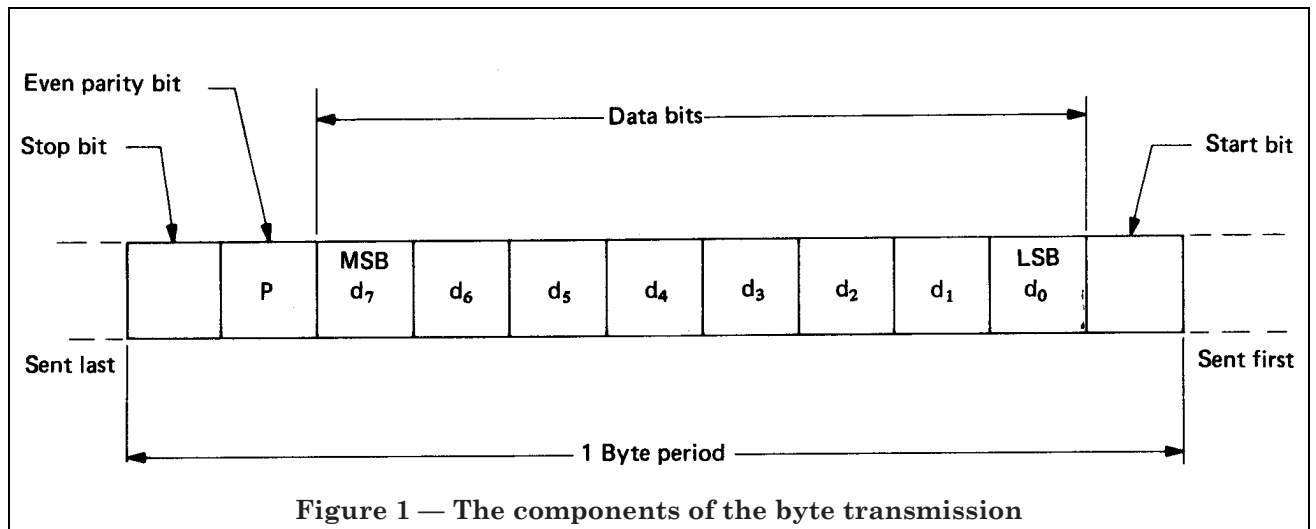 Even parity bit
Data bits
Stop bit
Start bit
MSB
LSB
P d₇ d₆ d₅ d₄ d₃ d₂ d₁ d₀
Sent last
Sent first
1 Byte period
Figure 1 — The components of the byte transmission